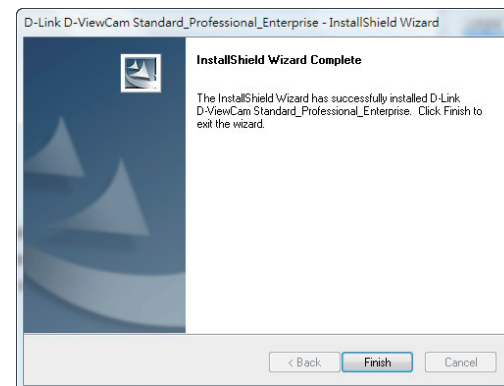 D-Link D-ViewCam Standard_Professional_Enterprise - InstallShield Wizard
InstallShield Wizard Complete
The InstallShield Wizard has successfully installed D-Link
D-ViewCam Standard_Professional_Enterprise. Click Finish to
exit the wizard.
< Back Finish Cancel